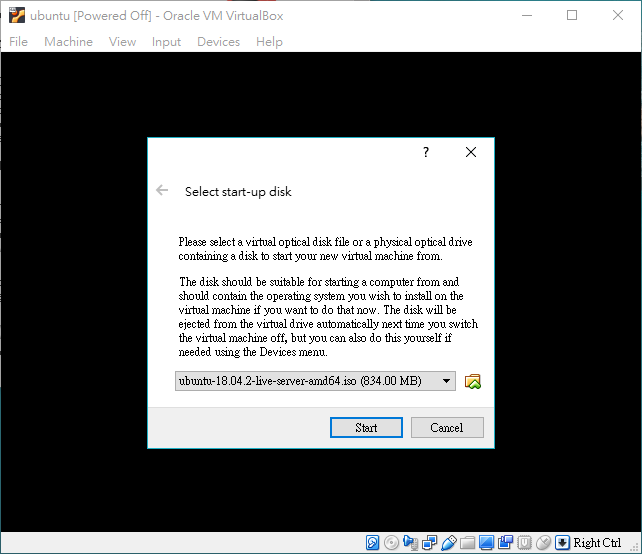 ubuntu [Powered Off] - Oracle VM VirtualBox
File Machine View Input Devices Help
?
Select start-up disk
Please select a virtual optical disk file or a physical optical drive
containing a disk to start your new virtual machine from.
The disk should be suitable for starting a computer from and
should contain the operating system you wish to install on the
virtual machine if you want to do that now. The disk will be
ejected from the virtual drive automatically next time you switch
the virtual machine off, but you can also do this yourself if
needed using the Devices menu.
ubuntu-18.04.2-live-server-amd64.iso (834.00 MB)
Start Cancel
Right Ctrl